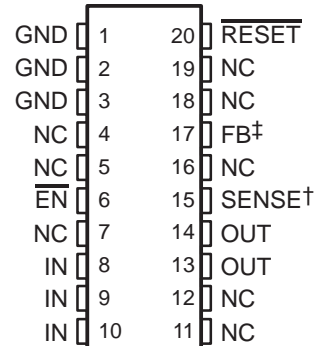 GND 1 20 RESET
GND 2 19 NC
GND 3 18 NC
NC 4 17 FB‡
NC 5 16 NC
EN 6 15 SENSE†
NC 7 14 OUT
IN 8 13 OUT
IN 9 12 NC
IN 10 11 NC